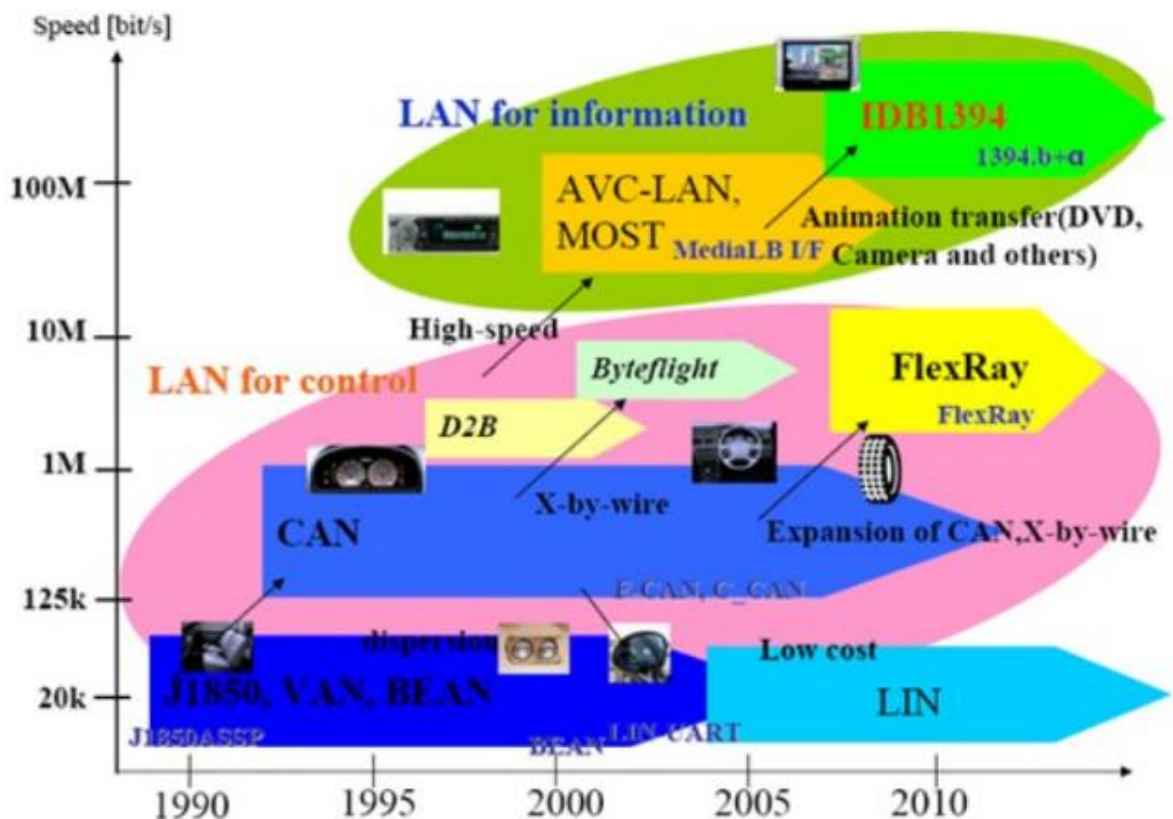 Speed [bit/s]
LAN for information
IDB1394
1394.b+α
100M
AVC-LAN,
MOST
MediaLB I/F
Animation transfer(DVD,
Camera and others)
High-speed
10M
LAN for control
Byteflight
FlexRay
FlexRay
D2B
1M
X-by-wire
CAN
Expansion of CAN,X-by-wire
E-CAN, C_CAN
125k
dispersion
Low cost
J1850, VAN, BEAN
LIN
20k
J1850ASSP
BEAN
LIN-UART
1990
1995
2000
2005
2010